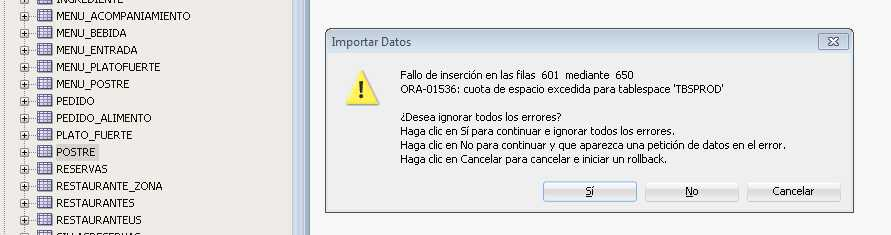 INGREDIENTE
MENU_ACOMPANIAMIENTO
MENU_BEBIDA
MENU_ENTRADA
MENU_PLATOFUERTE
MENU_POSTRE
PEDIDO
PEDIDO_ALIMENTO
PLATO_FUERTE
POSTRE
RESERVAS
RESTAURANTE_ZONA
RESTAURANTES
RESTAURANTEUS
Importar Datos
Fallo de inserción en las filas 601 mediante 650
ORA-01536: cuota de espacio excedida para tablespace 'TBSPROD'
¿Desea ignorar todos los errores?
Haga clic en Sí para continuar e ignorar todos los errores.
Haga clic en No para continuar y que aparezca una petición de datos en el error.
Haga clic en Cancelar para cancelar e iniciar un rollback.
Sí
No
Cancelar